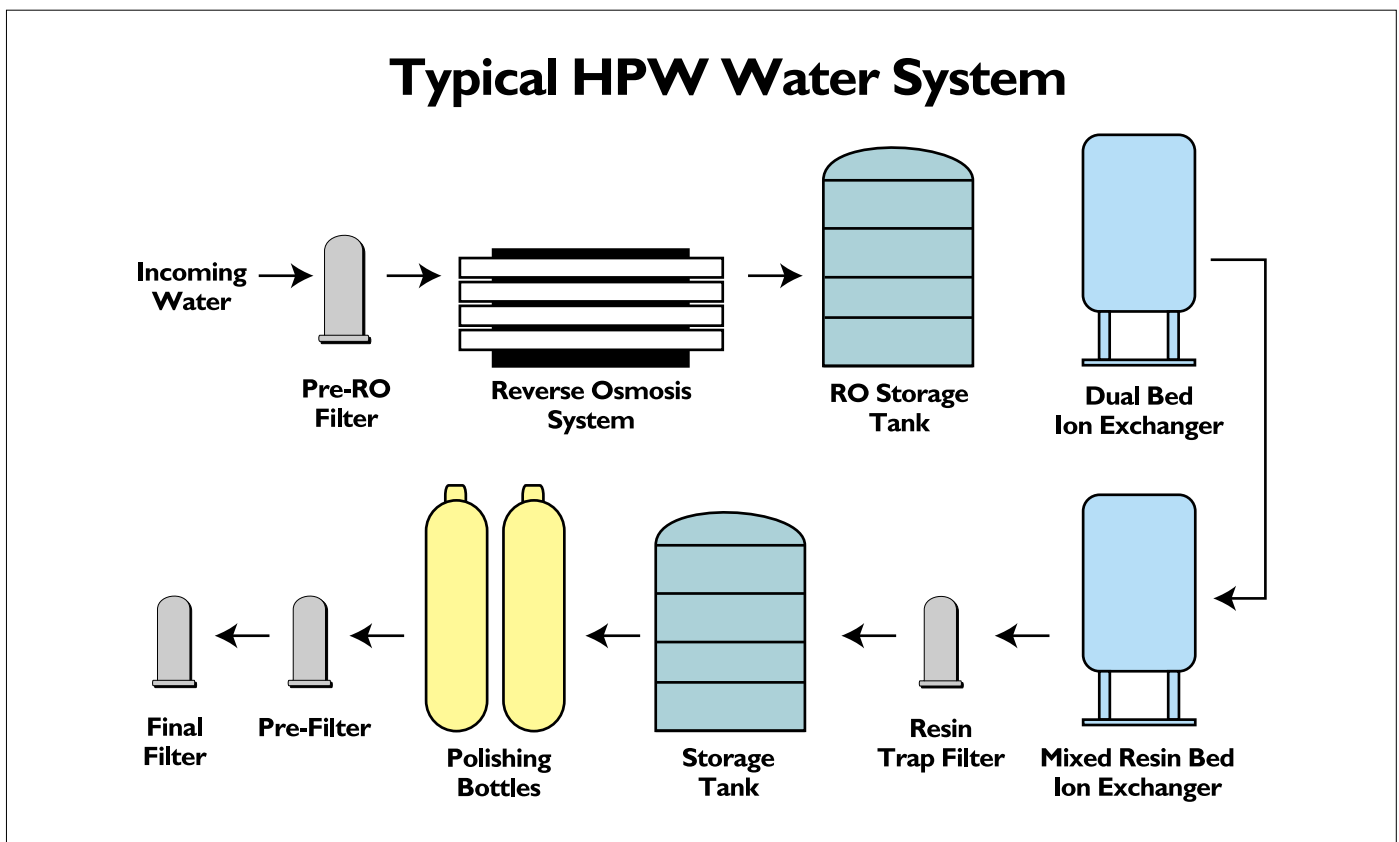 Typical HPW Water System
Incoming
Water
Pre-RO
Filter
Reverse Osmosis
System
RO Storage
Tank
Dual Bed
Ion Exchanger
Final
Filter
Pre-Filter
Polishing
Bottles
Storage
Tank
Resin
Trap Filter
Mixed Resin Bed
Ion Exchanger